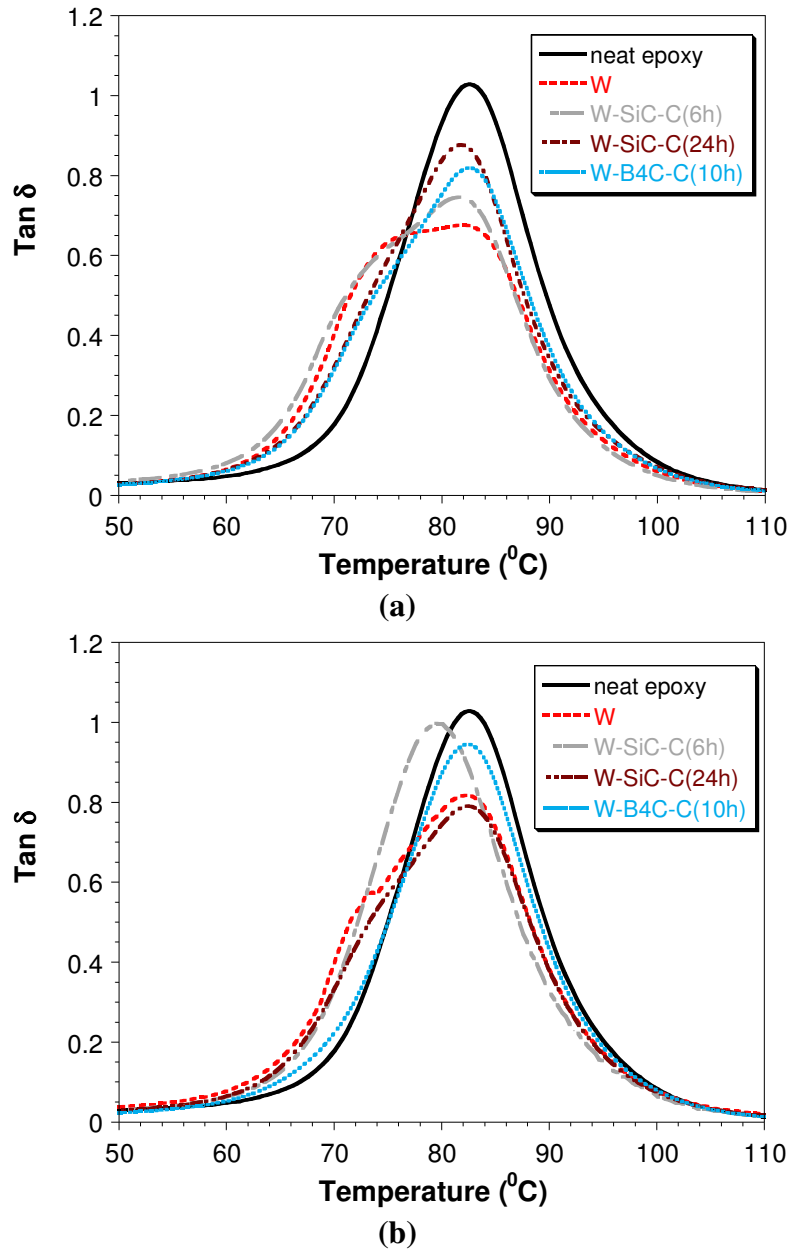 1.2
1
0.8
0.6
0.4
0.2
0
Tan δ
neat epoxy
W
W-SiC-C(6h)
W-SiC-C(24h)
W-B4C-C(10h)
50 60 70 80 90 100 110
Temperature (⁰C)
(a)
1.2
1
0.8
0.6
0.4
0.2
0
Tan δ
neat epoxy
W
W-SiC-C(6h)
W-SiC-C(24h)
W-B4C-C(10h)
50 60 70 80 90 100 110
Temperature (⁰C)
(b)